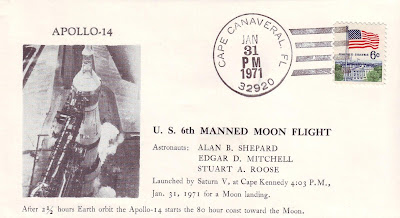 APOLLO-14
CAPE CANAVERAL, FL
JAN
31
PM
1971
32920
6c
U. S. 6th MANNED MOON FLIGHT
Astronauts: ALAN B. SHEPARD
EDGAR D. MITCHELL
STUART A. ROOSE
Launched by Saturn V, at Cape Kennedy 4:03 P.M.,
Jan. 31, 1971 for a Moon landing.
After 2½ hours Earth orbit the Apollo-14 starts the 80 hour coast toward the Moon.